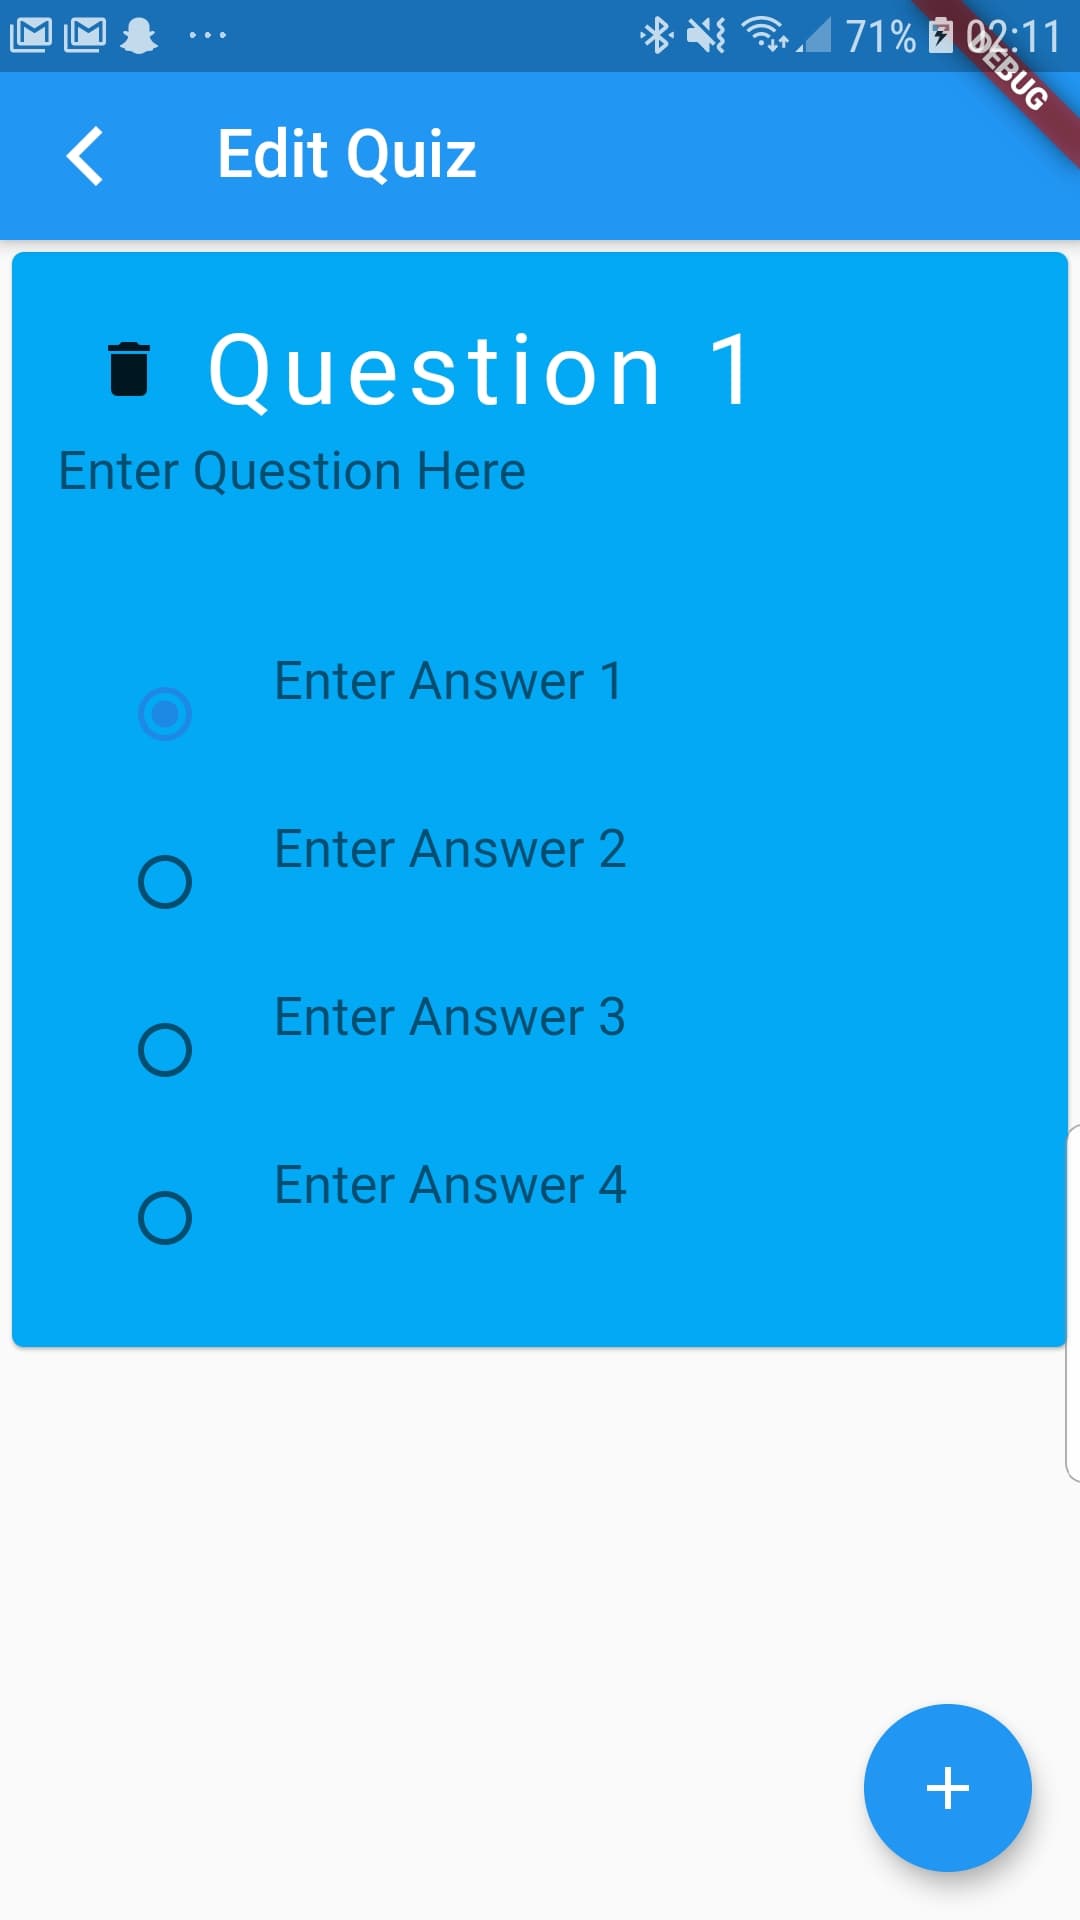 71% 02:11
DEBUG
Edit Quiz
Question 1
Enter Question Here
Enter Answer 1
Enter Answer 2
Enter Answer 3
Enter Answer 4